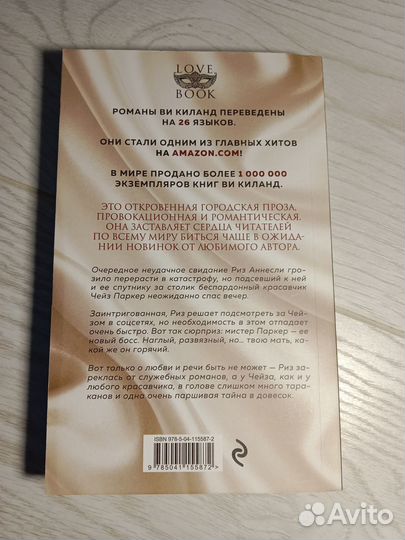 LOVE
BOOK
РОМАНЫ ВИ КИЛАНД ПЕРЕВЕДЕНЫ
НА 26 ЯЗЫКОВ.
ОНИ СТАЛИ ОДНИМ ИЗ ГЛАВНЫХ ХИТОВ
НА AMAZON.COM!
В МИРЕ ПРОДАНО БОЛЕЕ 1 000 000
ЭКЗЕМПЛЯРОВ КНИГ ВИ КИЛАНД.
ЭТО ОТКРОВЕННАЯ ГОРОДСКАЯ ПРОЗА,
ПРОВОКАЦИОННАЯ И РОМАНТИЧЕСКАЯ.
ОНА ЗАСТАВЛЯЕТ СЕРДЦА ЧИТАТЕЛЕЙ
ПО ВСЕМУ МИРУ БИТЬСЯ ЧАЩЕ В ОЖИДА-
НИИ НОВИНОК ОТ ЛЮБИМОГО АВТОРА.
Очередное неудачное свидание Риз Аннесли гро-
зило перерасти в катастрофу, но подсевший к ней
и ее спутнику за столик беспардонный красавчик
Чейз Паркер неожиданно спас вечер.
Заинтригованная, Риз решает подсмотреть за Чей-
зом в соцсетях, но необходимость в этом отпадает
очень быстро. Вот так сюрприз: мистер Паркер — ее
новый босс. Наглый, развязный, но... твою мать, ка-
кой же он горячий.
Вот только о любви и речи быть не может — Риз за-
реклась от служебных романов, а у Чейза, как и у
любого красавчика, в голове слишком много тара-
канов и одна очень паршивая тайна в довесок.
ISBN 978-5-04-115587-2
9 785041 155872 >
Avito